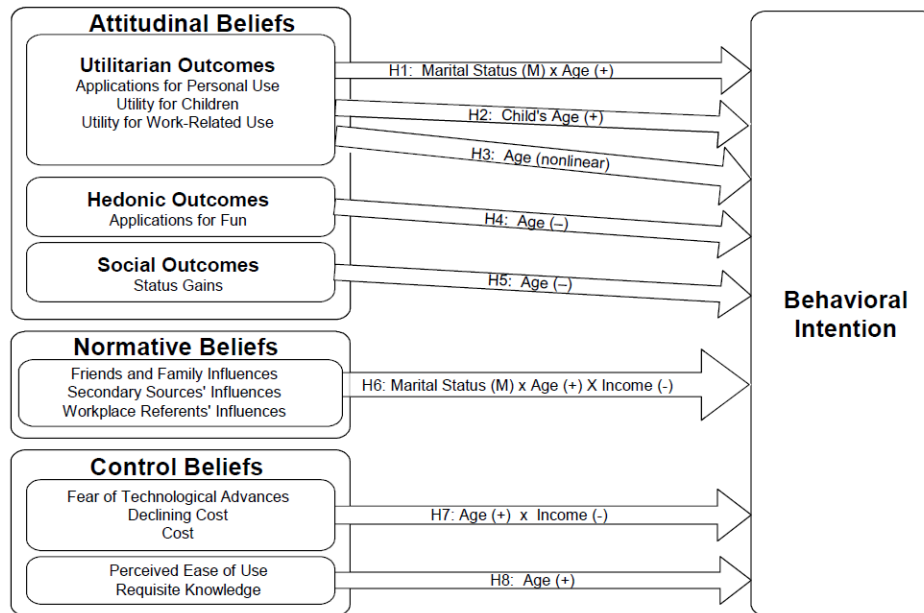 Attitudinal Beliefs
Utilitarian Outcomes
Applications for Personal Use
Utility for Children
Utility for Work-Related Use
H1:  Marital Status (M) x Age (+)
H2:  Child's Age (+)
H3:  Age (nonlinear)
Hedonic Outcomes
Applications for Fun
H4:  Age (–)
Social Outcomes
Status Gains
H5:  Age (–)
Normative Beliefs
Friends and Family Influences
Secondary Sources' Influences
Workplace Referents' Influences
H6: Marital Status (M) x Age (+) X Income (-)
Control Beliefs
Fear of Technological Advances
Declining Cost
Cost
H7: Age (+)  x  Income (-)
Perceived Ease of Use
Requisite Knowledge
H8:  Age (+)
Behavioral
Intention